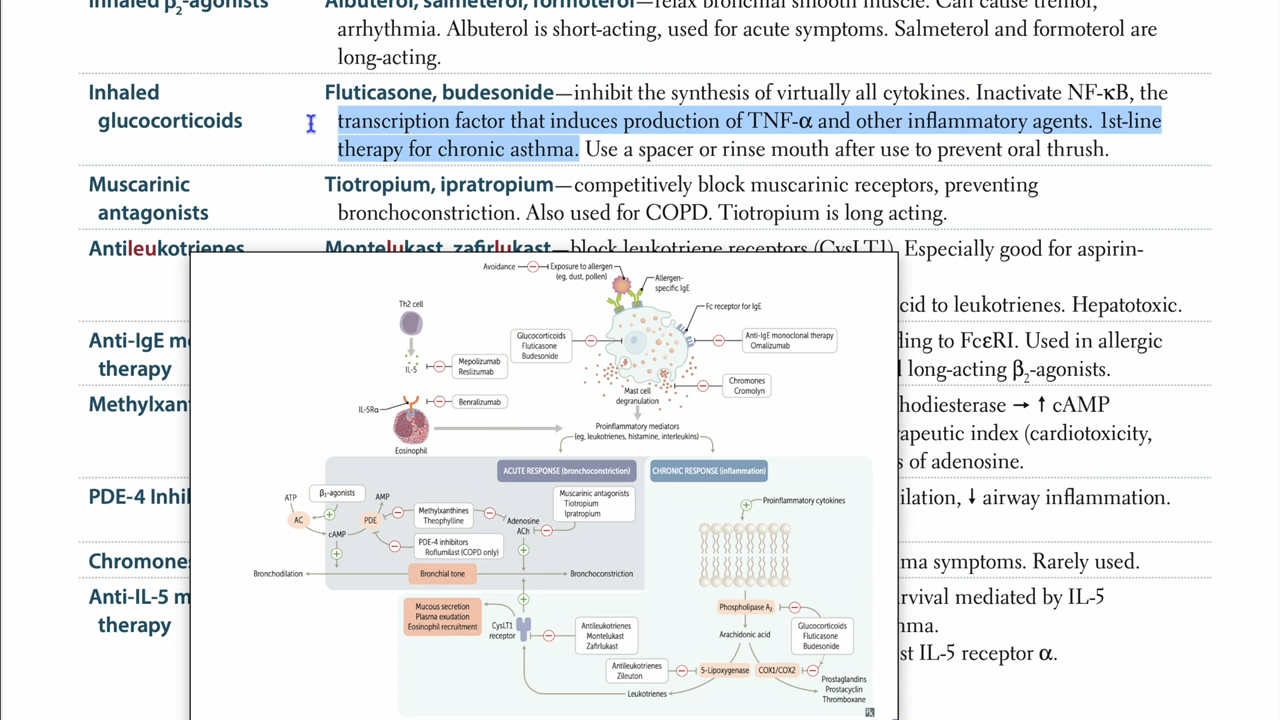 Inhaled β2-agonists
Albuterol, salmeterol, formoterol—relax bronchial smooth muscle. Can cause tremor,
arrhythmia. Albuterol is short-acting, used for acute symptoms. Salmeterol and formoterol are
long-acting.
Inhaled
glucocorticoids
Fluticasone, budesonide—inhibit the synthesis of virtually all cytokines. Inactivate NF-κB, the
transcription factor that induces production of TNF-α and other inflammatory agents. 1st-line
therapy for chronic asthma. Use a spacer or rinse mouth after use to prevent oral thrush.
Muscarinic
antagonists
Tiotropium, ipratropium—competitively block muscarinic receptors, preventing
bronchoconstriction. Also used for COPD. Tiotropium is long acting.
Antileukotrienes
Montelukast, zafirlukast—block leukotriene receptors (CysLT1). Especially good for aspirin-
cid to leukotrienes. Hepatotoxic.
Anti-IgE m
therapy
ling to FcεRI. Used in allergic
long-acting β2-agonists.
Methylxan
hodiesterase → ↑ cAMP
rapeutic index (cardiotoxicity,
s of adenosine.
PDE-4 Inhil
ilation, ↓ airway inflammation.
Chromones
ma symptoms. Rarely used.
Anti-IL-5 m
therapy
rvival mediated by IL-5
hma.
st IL-5 receptor α.
Avoidance
Exposure to allergen
(eg, dust, pollen)
Allergen-
specific IgE
Th2 cell
Fc receptor for IgE
Glucocorticoids
Fluticasone
Budesonide
Anti-IgE monoclonal therapy
Omalizumab
IL-5
Mepolizumab
Reslizumab
Chromones
Cromolyn
Mast cell
degranulation
IL-5Rα
Benralizumab
Eosinophil
Proinflammatory mediators
(eg, leukotrienes, histamine, interleukins)
ACUTE RESPONSE (bronchoconstriction)
CHRONIC RESPONSE (inflammation)
ATP
β2-agonists
AMP
AC
PDE
cAMP
Methylxanthines
Theophylline
Adenosine
ACh
Muscarinic antagonists
Tiotropium
Ipratropium
PDE-4 inhibitors
Roflumilast (COPD only)
Bronchodilation
Bronchial tone
Bronchoconstriction
Proinflammatory cytokines
Mucous secretion
Plasma exudation
Eosinophil recruitment
CysLT1
receptor
Antileukotrienes
Montelukast
Zafirlukast
Phospholipase A2
Arachidonic acid
Glucocorticoids
Fluticasone
Budesonide
Antileukotrienes
Zileuton
5-Lipoxygenase
COX1/COX2
Leukotrienes
Prostaglandins
Prostacyclin
Thromboxane